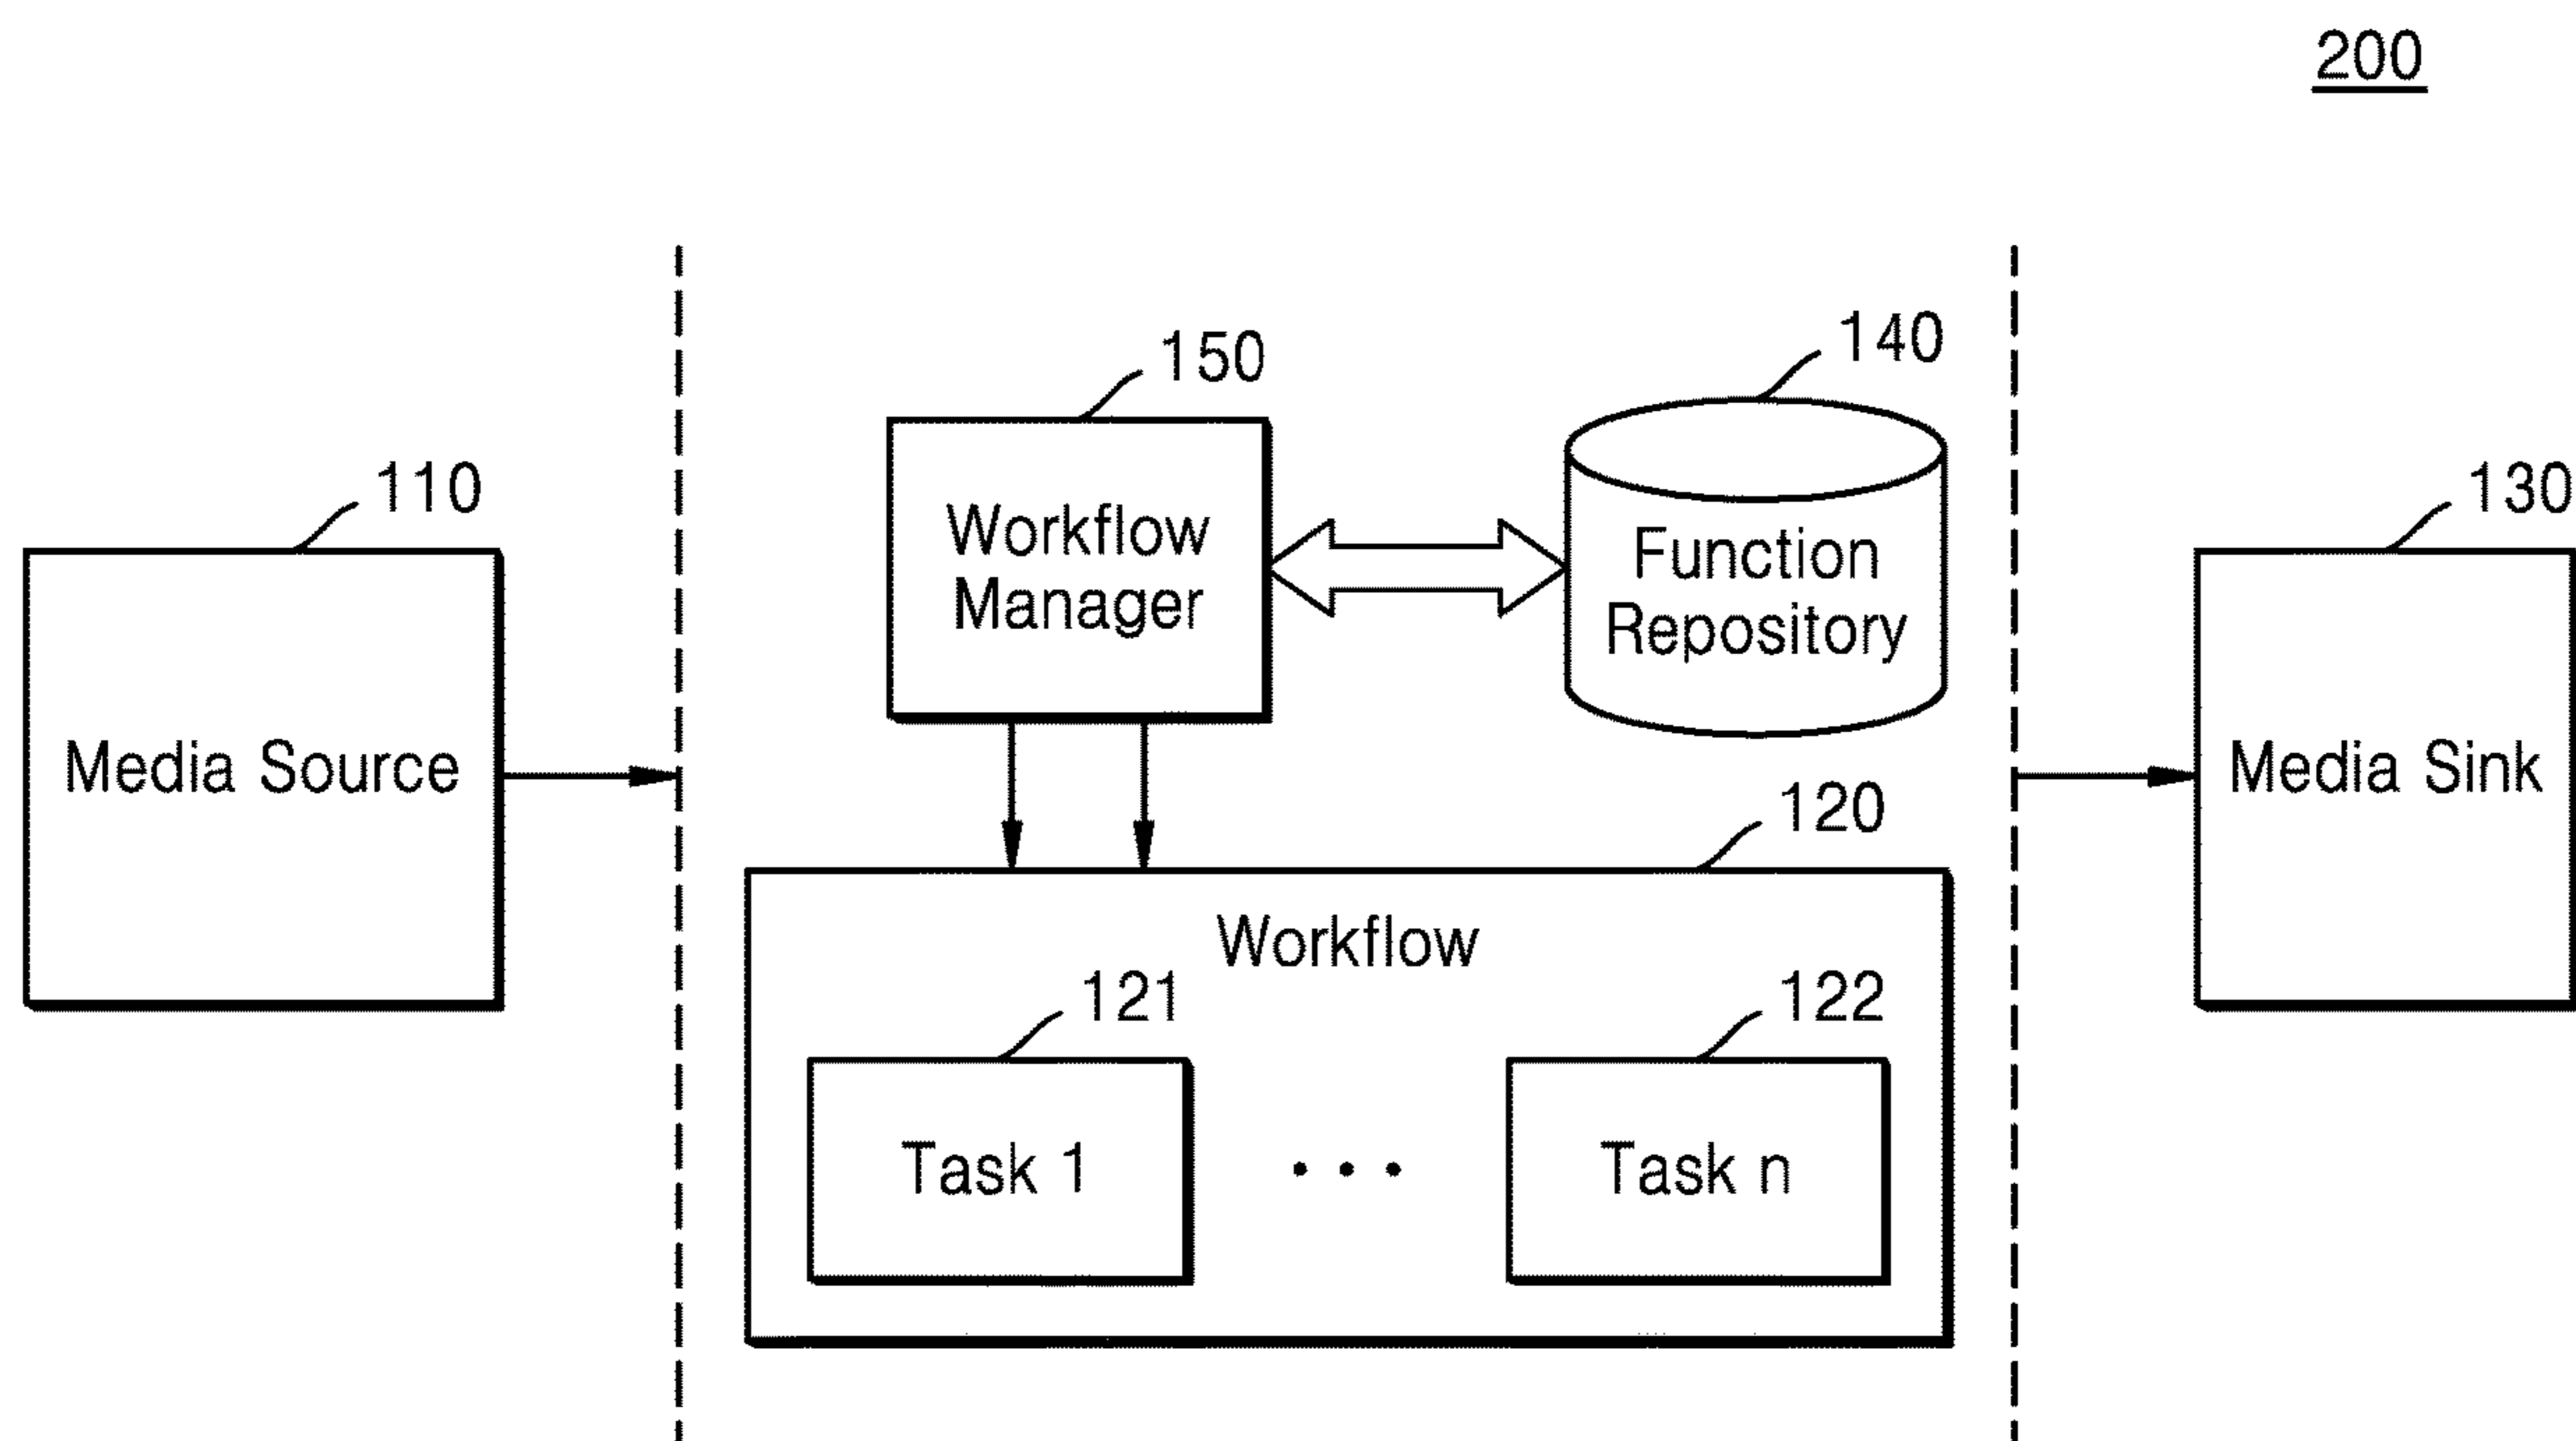 200
150
140
110
130
Workflow
Manager
Function
Repository
Media Source
Media Sink
120
Workflow
121
122
Task 1
• • •
Task n